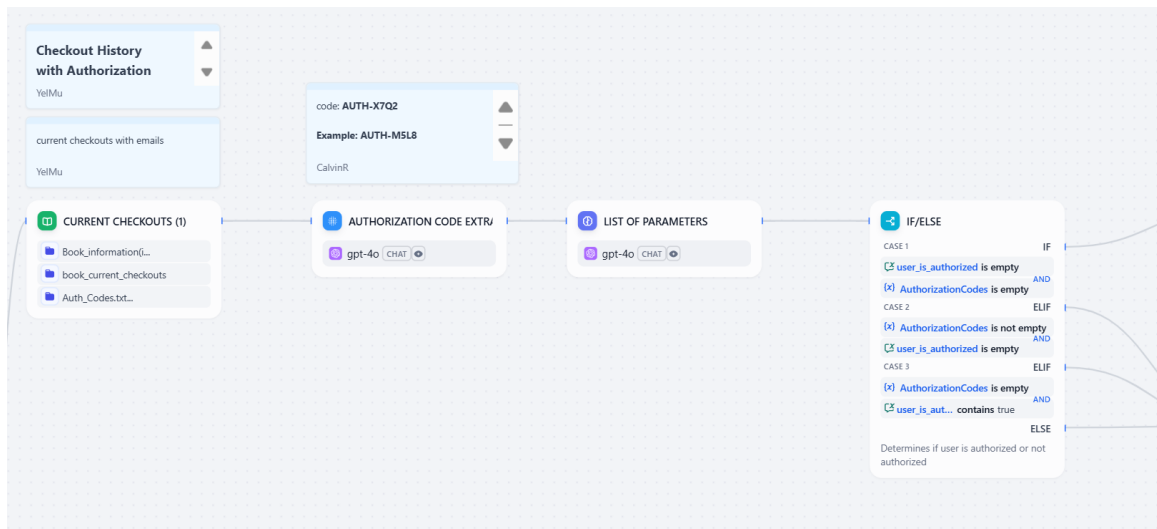 Checkout History
with Authorization
YelMu
current checkouts with emails
YelMu
code: AUTH-X7Q2
Example: AUTH-M5L8
CalvinR
CURRENT CHECKOUTS (1)
Book_information(i...
book_current_checkouts
Auth_Codes.txt...
AUTHORIZATION CODE EXTRA
gpt-4o CHAT
LIST OF PARAMETERS
gpt-4o CHAT
IF/ELSE
CASE 1 IF
user_is_authorized is empty
AND
AuthorizationCodes is empty
CASE 2 ELIF
AuthorizationCodes is not empty
AND
user_is_authorized is empty
CASE 3 ELIF
AuthorizationCodes is empty
AND
user_is_aut... contains true
ELSE
Determines if user is authorized or not
authorized